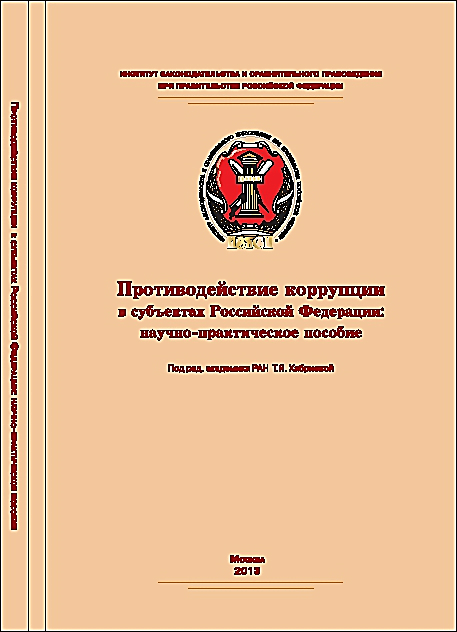 ИНСТИТУТ ЗАКОНОДАТЕЛЬСТВА И СРАВНИТЕЛЬНОГО ПРАВОВЕДЕНИЯ
ПРИ ПРАВИТЕЛЬСТВЕ РОССИЙСКОЙ ФЕДЕРАЦИИ
Противодействие коррупции
в субъектах Российской Федерации:
научно-практическое пособие
Под ред. академика РАН Т.Я. Хабриевой
Москва
Противодействие коррупции в субъектах Российской Федерации: научно-практическое пособие